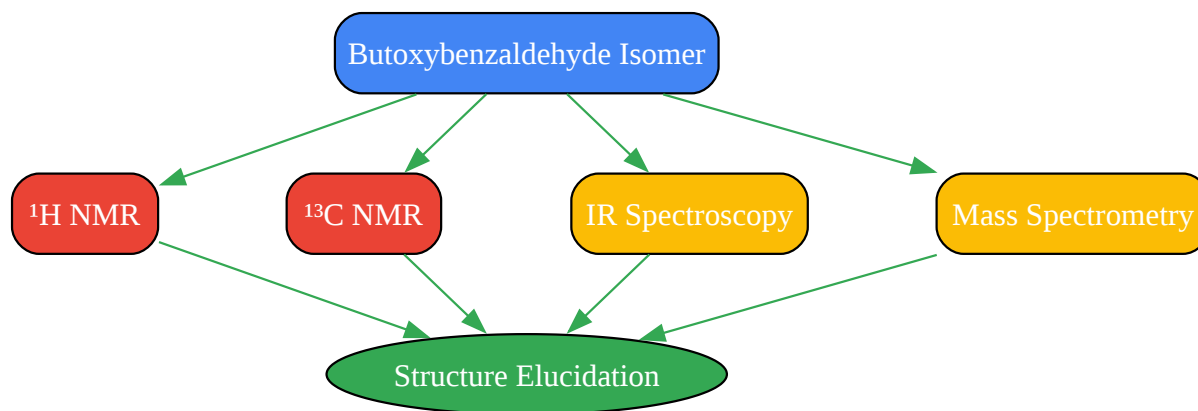 Butoxybenzaldehyde Isomer
¹H NMR
¹³C NMR
IR Spectroscopy
Mass Spectrometry
Structure Elucidation